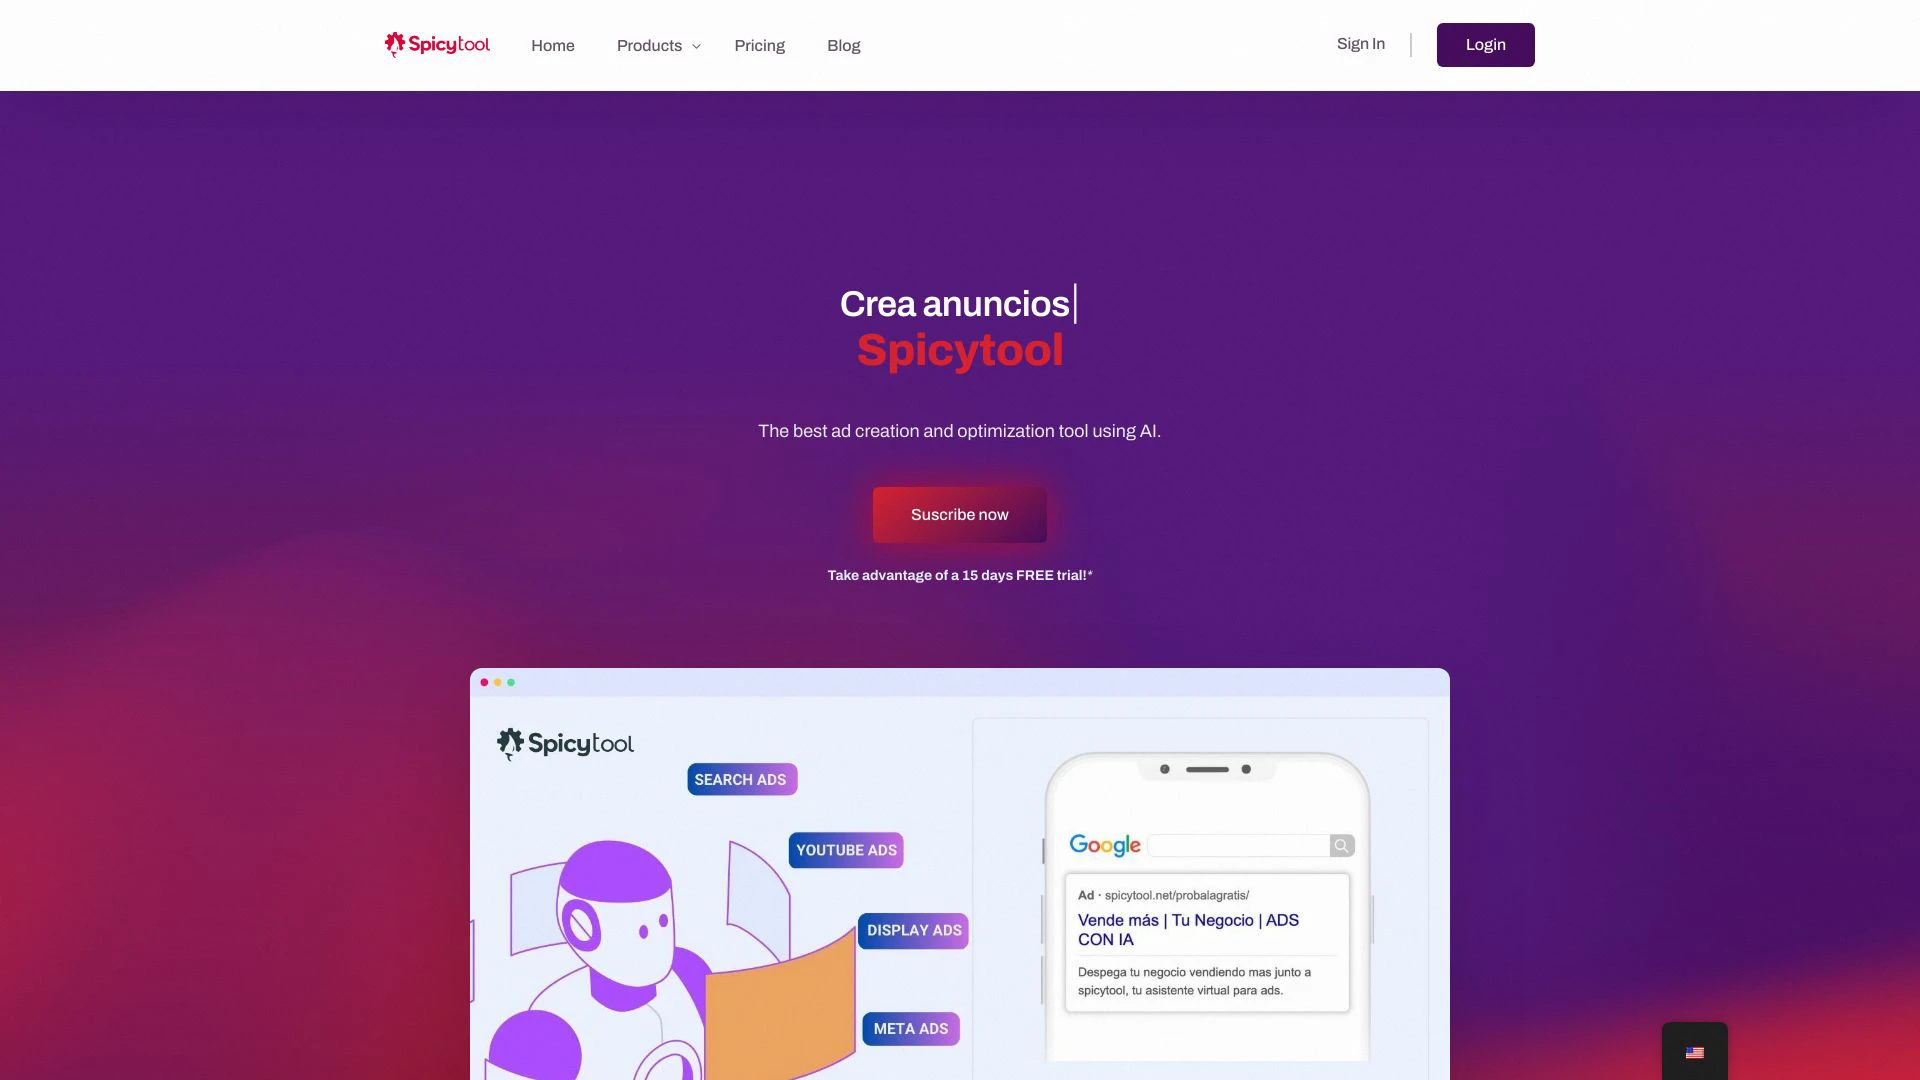 Spicytool
Home
Products
Pricing
Blog
Sign In
Login
Crea anuncios
Spicytool
The best ad creation and optimization tool using AI.
Suscribe now
Take advantage of a 15 days FREE trial!*
Spicytool
SEARCH ADS
YOUTUBE ADS
DISPLAY ADS
META ADS
Google
Ad · spicytool.net/probalagratis/
Vende más | Tu Negocio | ADS
CON IA
Despega tu negocio vendiendo mas junto a
spicytool, tu asistente virtual para ads.